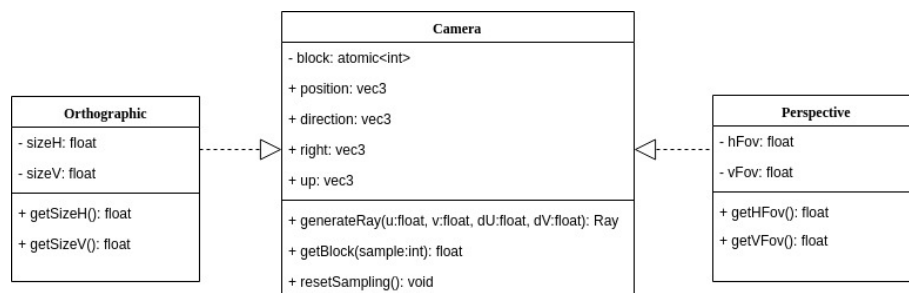 Camera
- block: atomic<int>
+ position: vec3
+ direction: vec3
+ right: vec3
+ up: vec3
+ generateRay(u:float, v:float, dU:float, dV:float): Ray
+ getBlock(sample:int): float
+ resetSampling(): void
Orthographic
- sizeH: float
- sizeV: float
+ getSizeH(): float
+ getSizeV(): float
Perspective
- hFov: float
- vFov: float
+ getHFov(): float
+ getVFov(): float